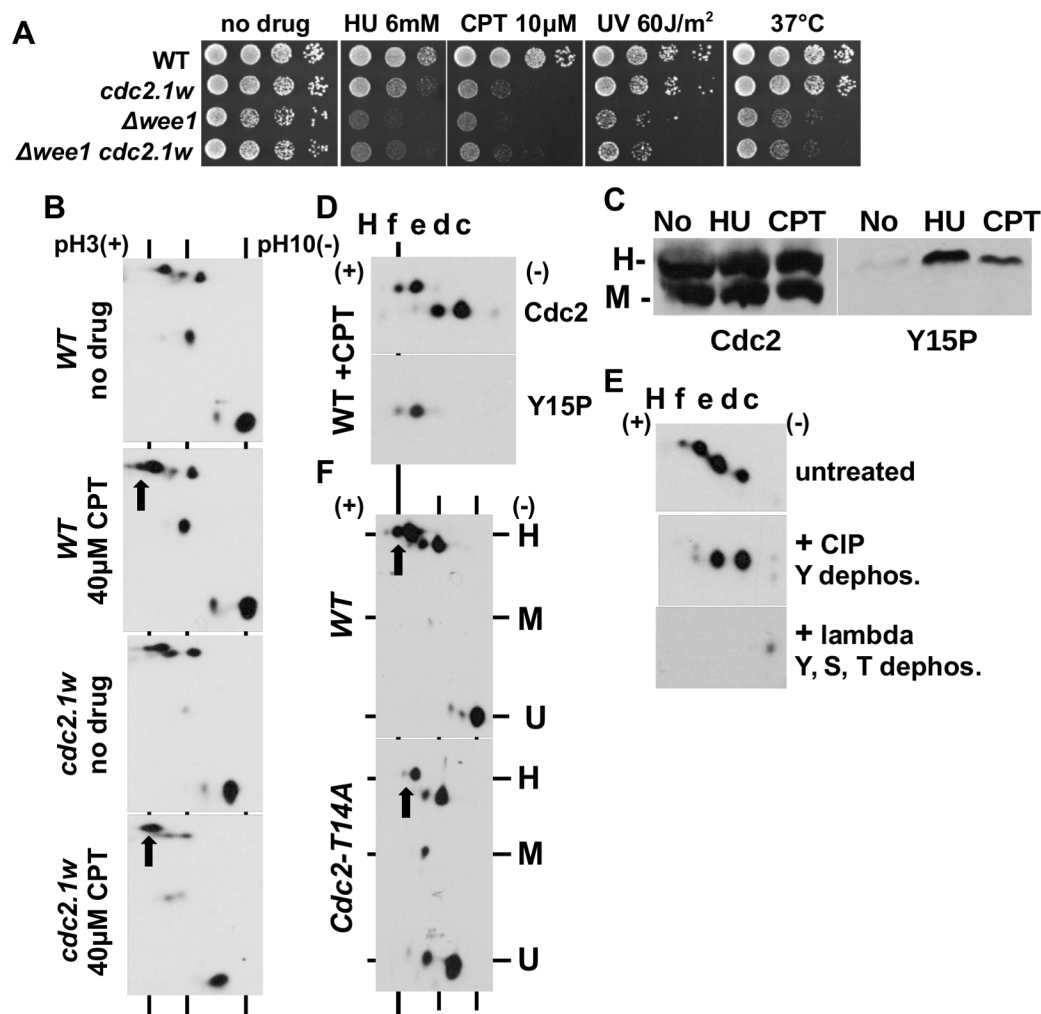 A
no drug HU 6mM CPT 10µM UV 60J/m² 37°C
WT
cdc2.1w
Δwee1
Δwee1 cdc2.1w
B
pH3(+) pH10(-)
WT
no drug
WT
40µM CPT
cdc2.1w
no drug
cdc2.1w
40µM CPT
D
H f e d c
(+) (-)
WT +CPT
Cdc2
Y15P
C
No HU CPT No HU CPT
H-
M -
Cdc2 Y15P
E
H f e d c
(+) (-)
untreated
+ CIP
Y dephos.
+ lambda
Y, S, T dephos.
F
(+) (-)
WT
H
M
U
Cdc2-T14A
H
M
U